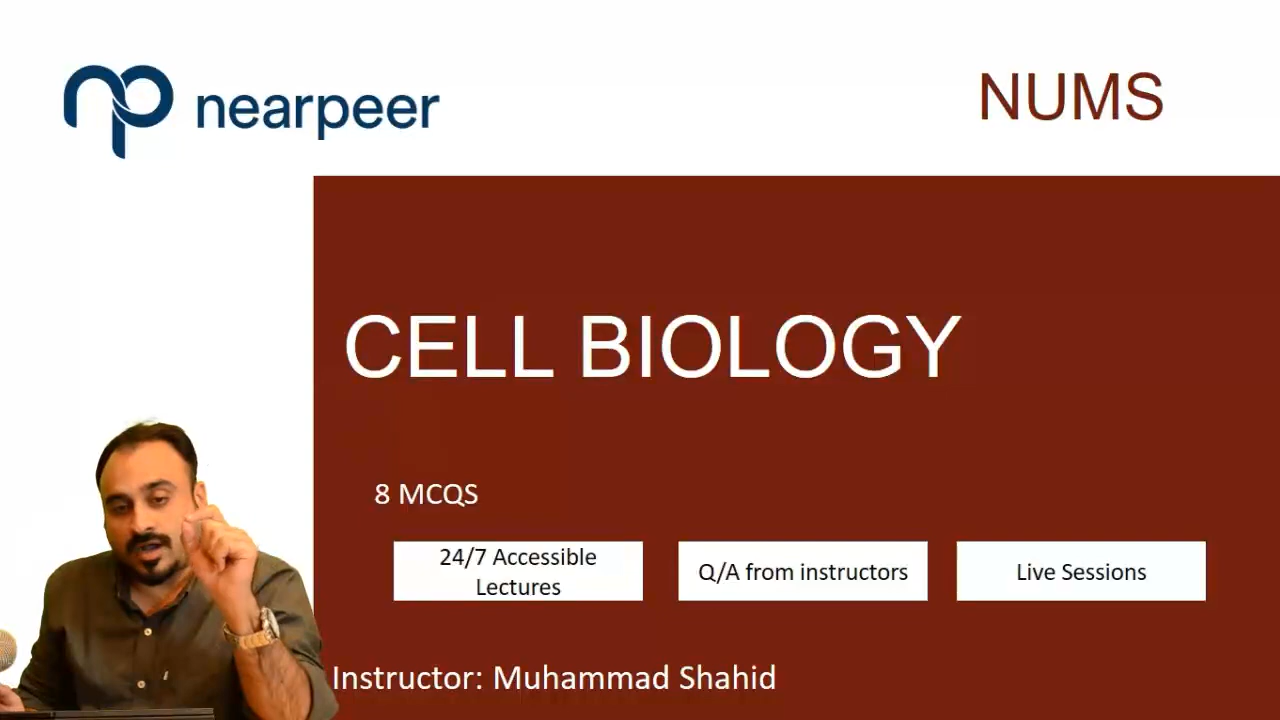 nearpeer
NUMS
CELL BIOLOGY
8 MCQS
24/7 Accessible
Lectures
Q/A from instructors
Live Sessions
Instructor: Muhammad Shahid